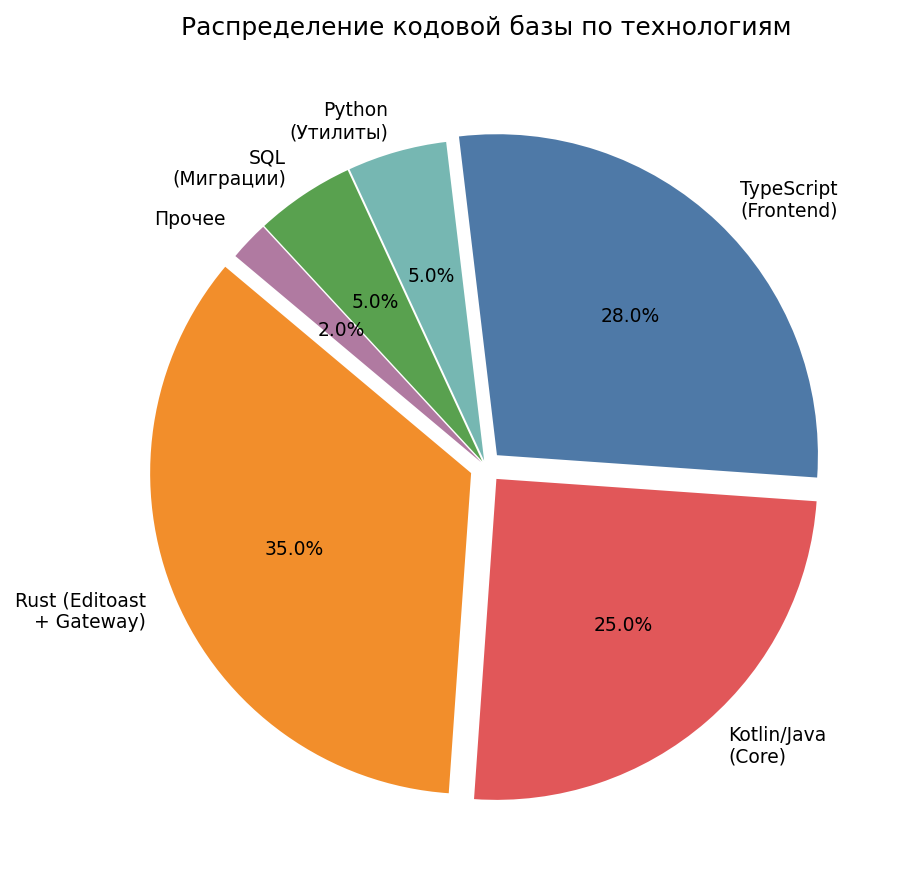 Распределение кодовой базы по технологиям
Python
(Утилиты)
SQL
(Миграции)
Прочее
TypeScript
(Frontend)
5.0%
5.0%
2.0%
28.0%
35.0%
25.0%
Rust (Editoast
+ Gateway)
Kotlin/Java
(Core)